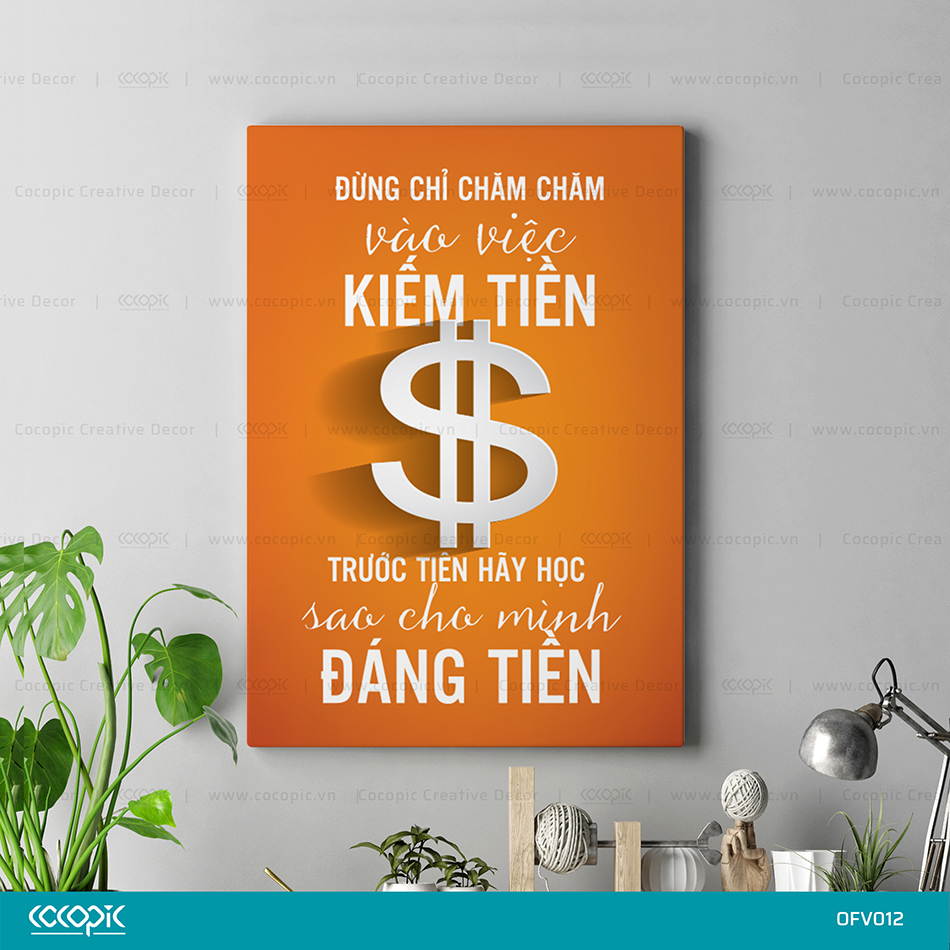 Cocopic Creative Decor | cocopic | www.cocopic.vn
ĐỪNG CHỈ CHĂM CHĂM
vào việc
KIẾM TIỀN
$
TRƯỚC TIÊN HÃY HỌC
sao cho mình
ĐÁNG TIỀN
cocopic
OFV012